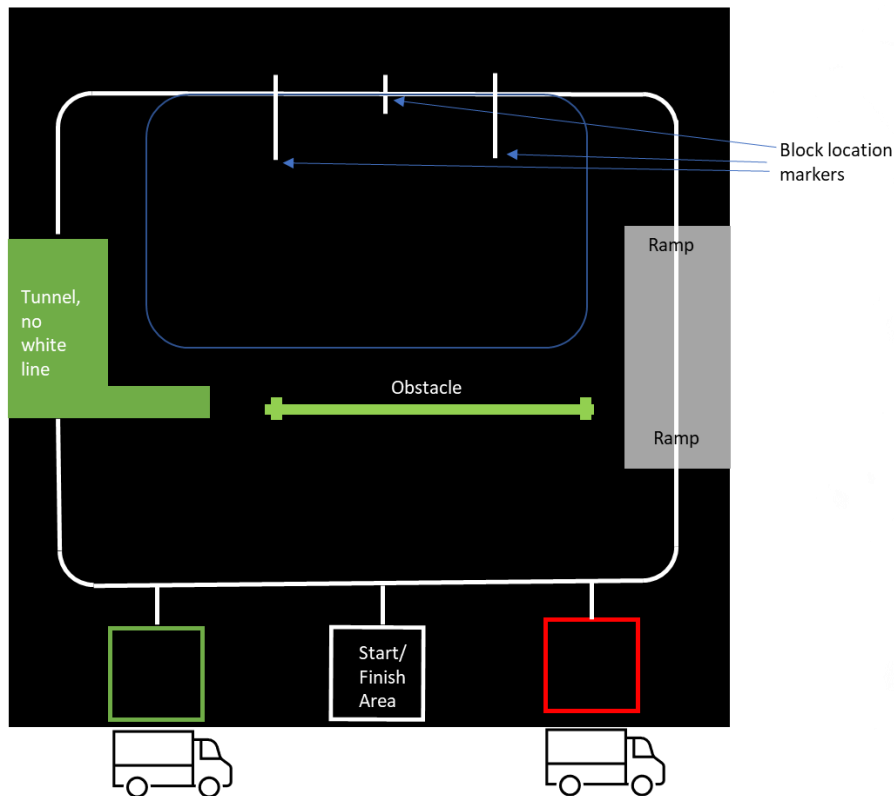 Block location
markers
Ramp
Tunnel,
no
white
line
Obstacle
Ramp
Start/
Finish
Area